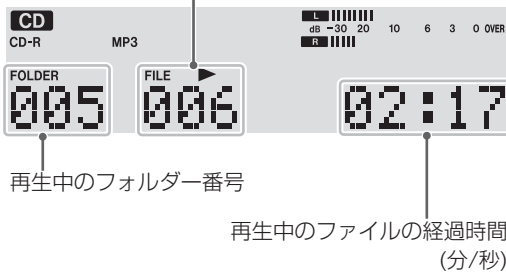 CD
CD-R MP3
L
dB -30 20 10 6 3 0 OVER
R
FOLDER FILE
005 006 02:17
再生中のフォルダー番号
再生中のファイルの経過時間
(分/秒)